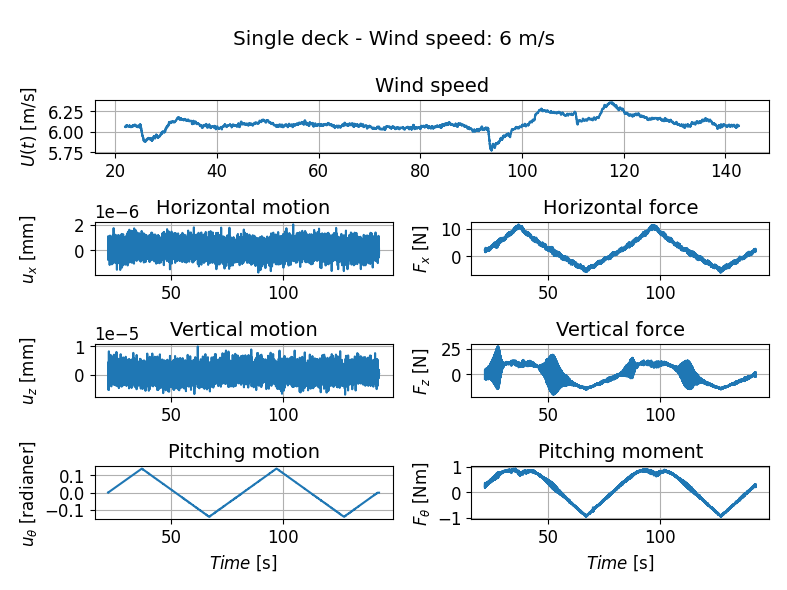 Single deck - Wind speed: 6 m/s
Wind speed
U(t) [m/s]
6.25
6.00
5.75
20 40 60 80 100 120 140
1e−6 Horizontal motion
u_x [mm]
2
0
50 100
Horizontal force
F_x [N]
10
0
50 100
1e−5 Vertical motion
u_z [mm]
1
0
50 100
Vertical force
F_z [N]
25
0
50 100
Pitching motion
u_θ [radianer]
0.1
0.0
−0.1
50 100
Time [s]
Pitching moment
F_θ [Nm]
1
0
−1
50 100
Time [s]